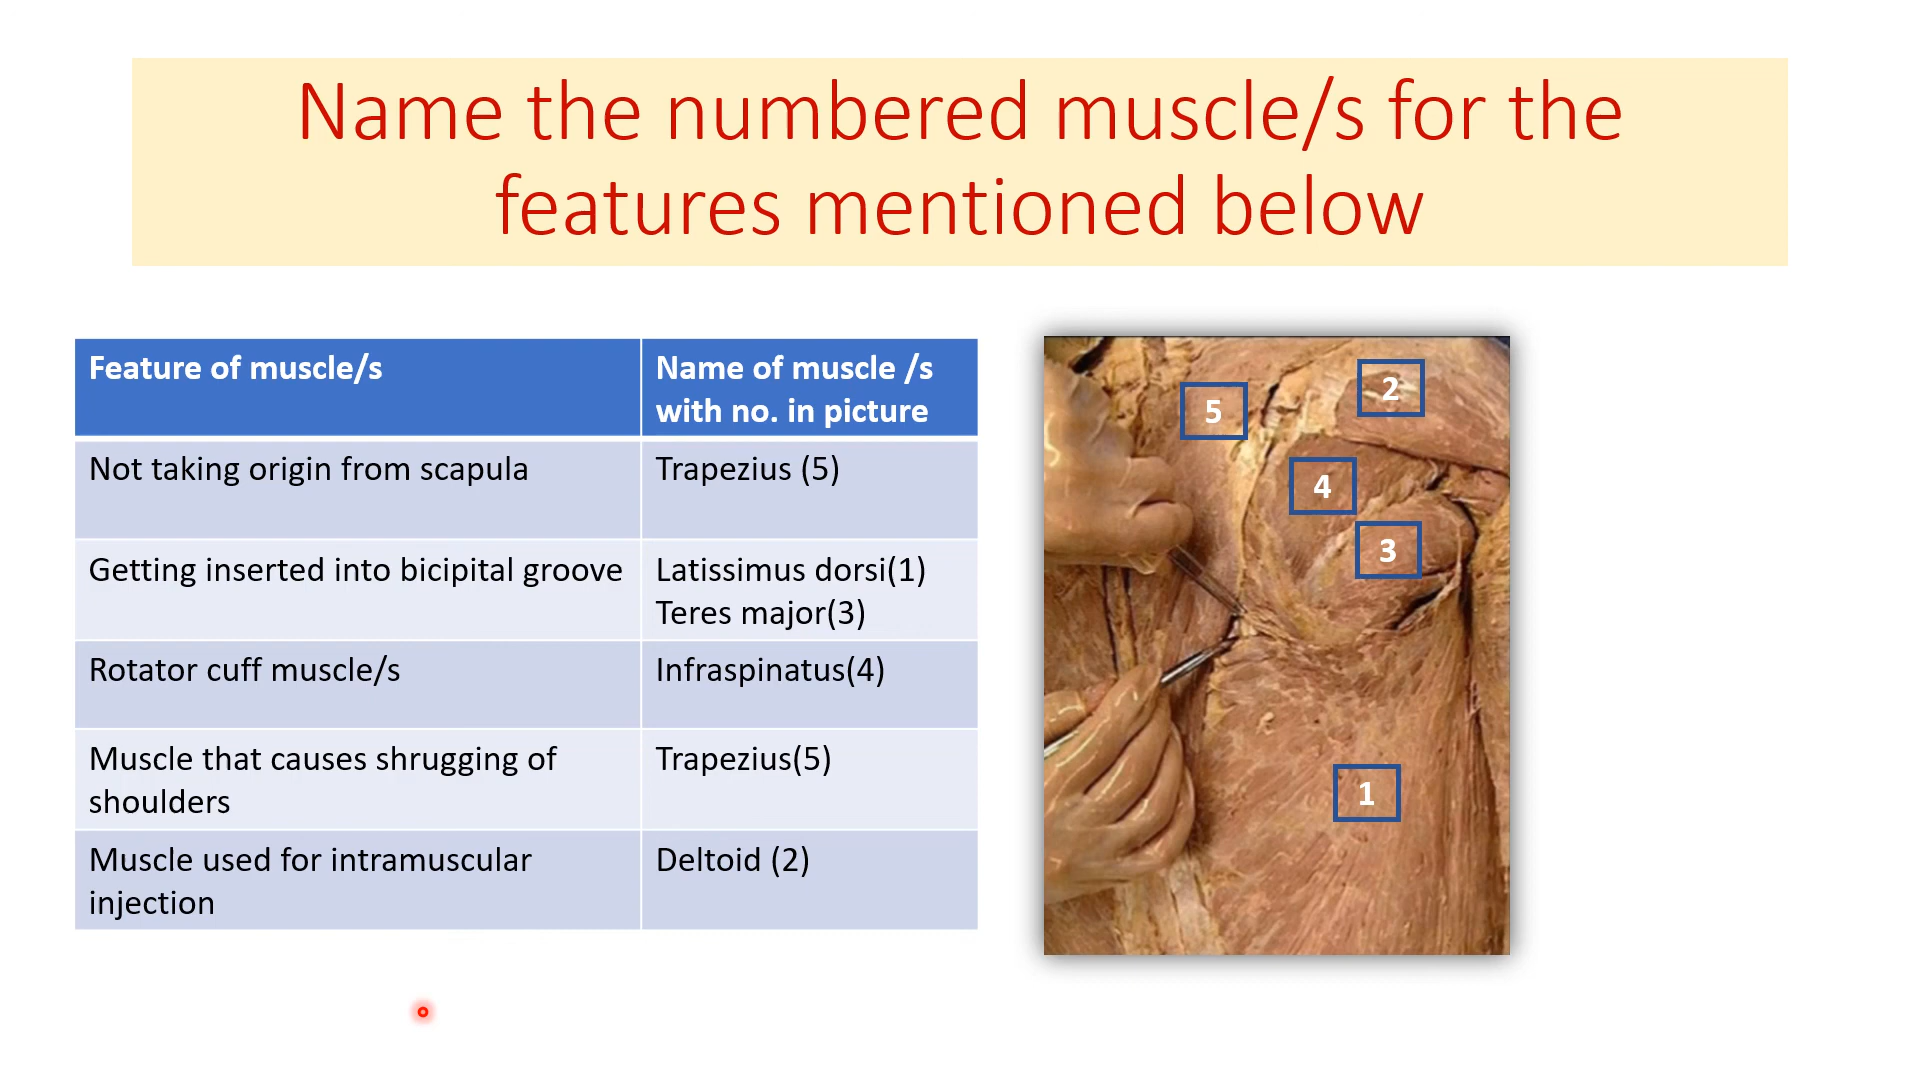 Name the numbered muscle/s for the
features mentioned below
Feature of muscle/s
Name of muscle /s
with no. in picture
Not taking origin from scapula
Trapezius (5)
Getting inserted into bicipital groove
Latissimus dorsi(1)
Teres major(3)
Rotator cuff muscle/s
Infraspinatus(4)
Muscle that causes shrugging of
shoulders
Trapezius(5)
Muscle used for intramuscular
injection
Deltoid (2)
2
5
4
3
1